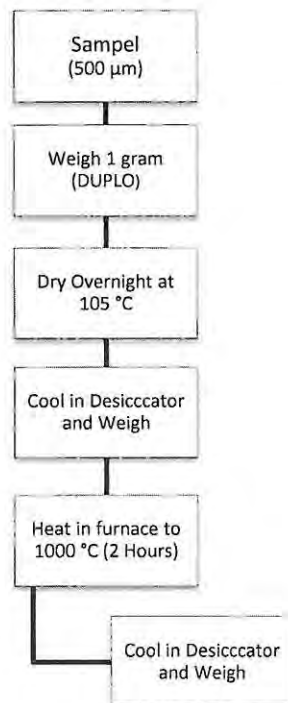 Sampel
(500 µm)
Weigh 1 gram
(DUPLO)
Dry Overnight at
105 °C
Cool in Desicccator
and Weigh
Heat in furnace to
1000 °C (2 Hours)
Cool in Desicccator
and Weigh